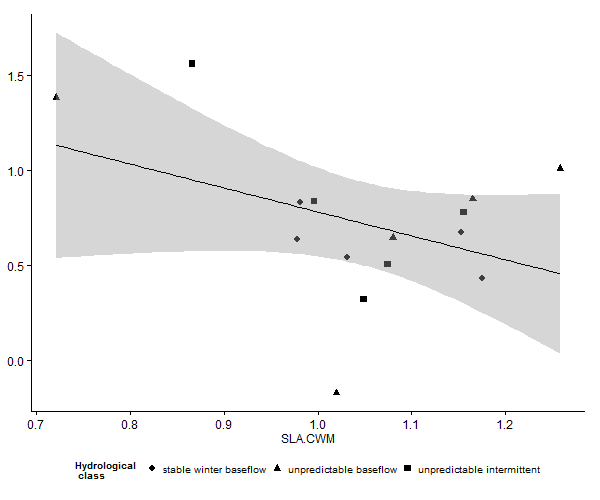 1.5
1.0
0.5
0.0
0.7 0.8 0.9 1.0 1.1 1.2
SLA.CWM
Hydrological class stable winter baseflow unpredictable baseflow unpredictable intermittent